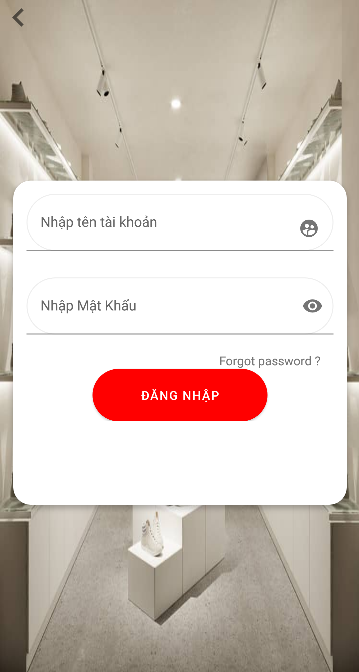 Nhập tên tài khoản
Nhập Mật Khẩu
Forgot password ?
ĐĂNG NHẬP